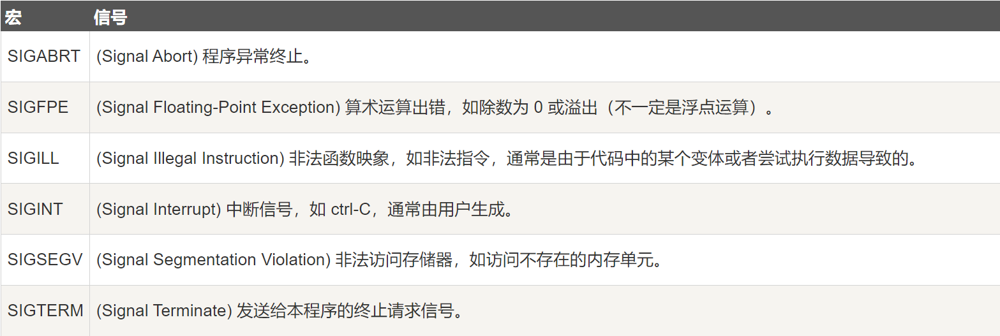 宏 信号
SIGABRT (Signal Abort) 程序异常终止。
SIGFPE (Signal Floating-Point Exception) 算术运算出错，如除数为 0 或溢出（不一定是浮点运算）。
SIGILL (Signal Illegal Instruction) 非法函数映象，如非法指令，通常是由于代码中的某个变体或者尝试执行数据导致的。
SIGINT (Signal Interrupt) 中断信号，如 ctrl-C，通常由用户生成。
SIGSEGV (Signal Segmentation Violation) 非法访问存储器，如访问不存在的内存单元。
SIGTERM (Signal Terminate) 发送给本程序的终止请求信号。